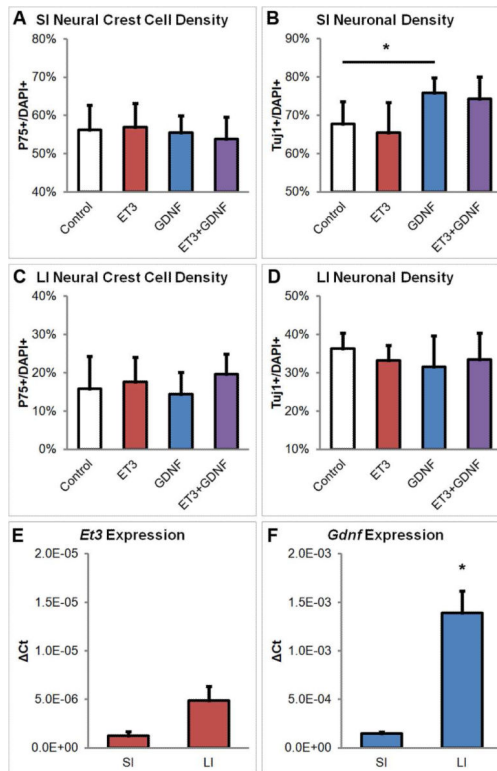 A SI Neural Crest Cell Density
P75+/DAPI+
80%
70%
60%
50%
40%
Control
ET3
GDNF
ET3+GDNF
B SI Neuronal Density
*
Tuj1+/DAPI+
90%
80%
70%
60%
50%
Control
ET3
GDNF
ET3+GDNF
C LI Neural Crest Cell Density
P75+/DAPI+
40%
30%
20%
10%
0%
Control
ET3
GDNF
ET3+GDNF
D LI Neuronal Density
Tuj1+/DAPI+
50%
40%
30%
20%
10%
Control
ET3
GDNF
ET3+GDNF
E Et3 Expression
ΔCt
2.0E-05
1.5E-05
1.0E-05
5.0E-06
0.0E+00
SI
LI
F Gdnf Expression
*
ΔCt
2.0E-03
1.5E-03
1.0E-03
5.0E-04
0.0E+00
SI
LI